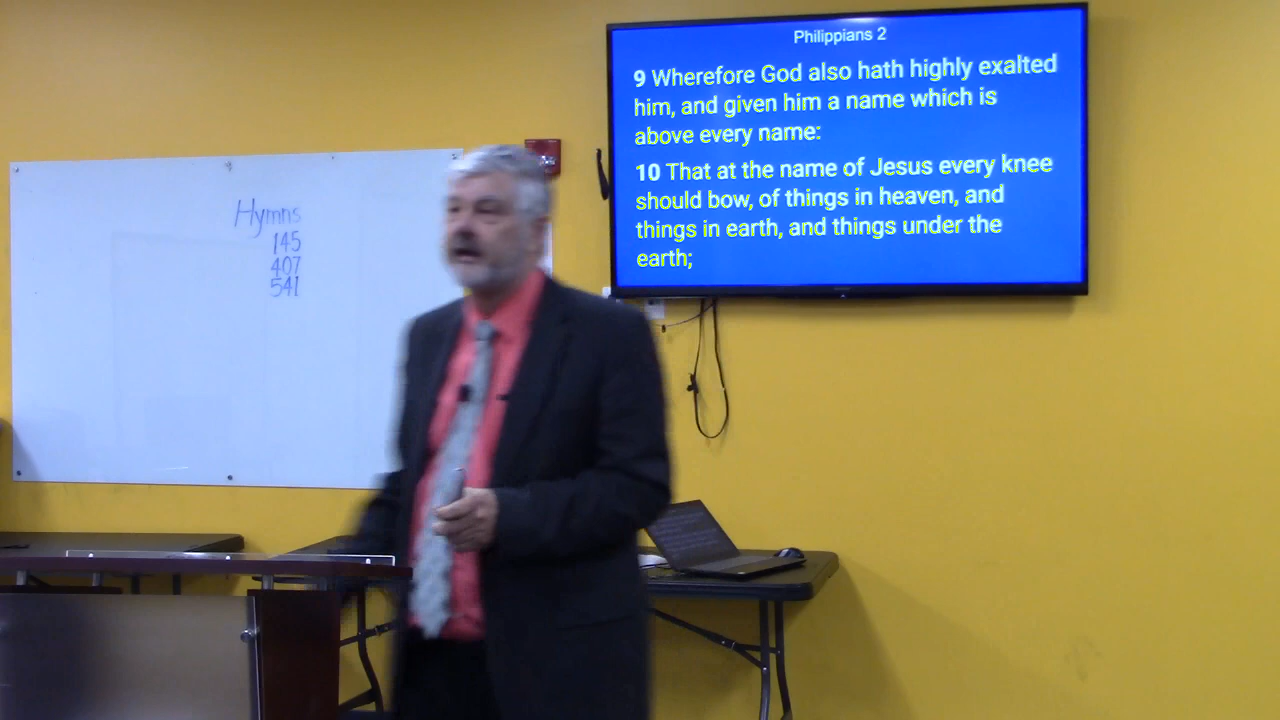 Hymns
145
407
541
Philippians 2
9 Wherefore God also hath highly exalted
him, and given him a name which is
above every name:
10 That at the name of Jesus every knee
should bow, of things in heaven, and
things in earth, and things under the
earth;